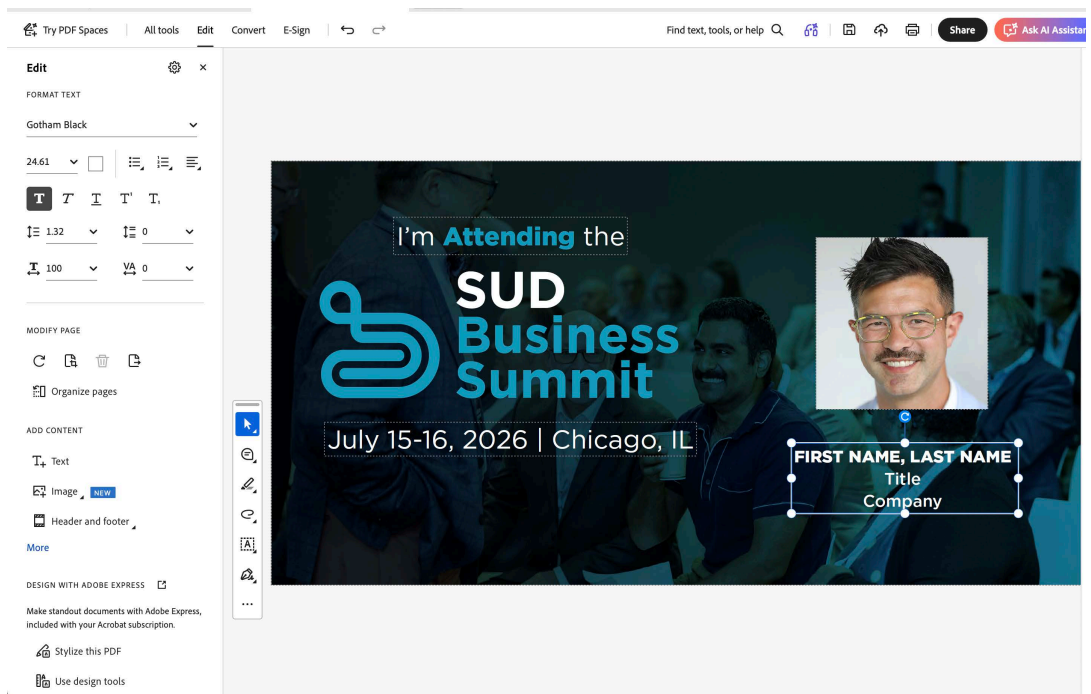 Try PDF Spaces
All tools
Edit
Convert
E-Sign
Find text, tools, or help
Share
Ask AI Assistan
Edit
FORMAT TEXT
Gotham Black
24.61
1.32
0
100
0
MODIFY PAGE
Organize pages
ADD CONTENT
Text
Image NEW
Header and footer
More
DESIGN WITH ADOBE EXPRESS
Make standout documents with Adobe Express,
included with your Acrobat subscription.
Stylize this PDF
Use design tools
I'm Attending the
SUD
Business
Summit
July 15-16, 2026 | Chicago, IL
FIRST NAME, LAST NAME
Title
Company